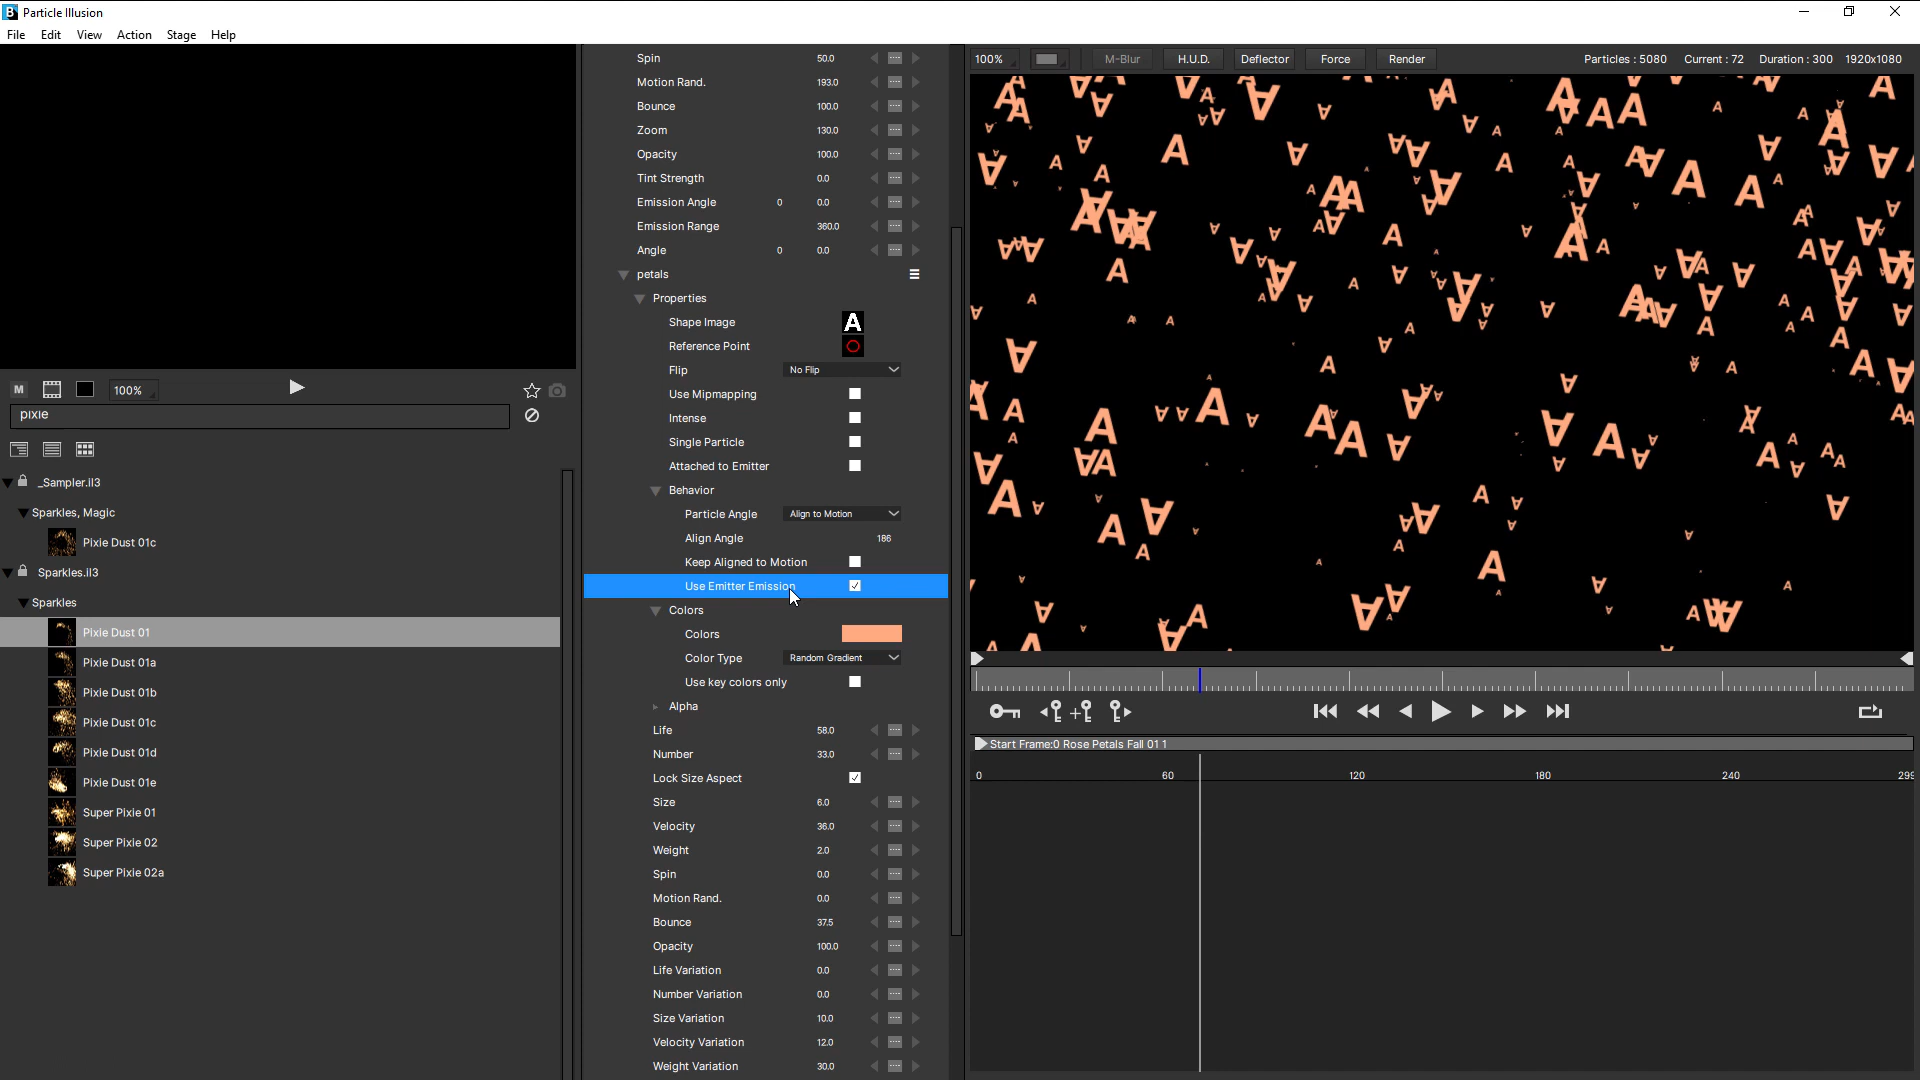 Particle Illusion
File Edit View Action Stage Help
100%
pixie
_Sampler.il3
Sparkles, Magic
Pixie Dust 01c
Sparkles.il3
Sparkles
Pixie Dust 01
Pixie Dust 01a
Pixie Dust 01b
Pixie Dust 01c
Pixie Dust 01d
Pixie Dust 01e
Super Pixie 01
Super Pixie 02
Super Pixie 02a
Spin 50.0
Motion Rand. 193.0
Bounce 100.0
Zoom 130.0
Opacity 100.0
Tint Strength 0.0
Emission Angle 0 0.0
Emission Range 360.0
Angle 0 0.0
petals
Properties
Shape Image A
Reference Point
Flip No Flip
Use Mipmapping
Intense
Single Particle
Attached to Emitter
Behavior
Particle Angle Align to Motion
Align Angle 186
Keep Aligned to Motion
Use Emitter Emission
Colors
Colors
Color Type Random Gradient
Use key colors only
Alpha
Life 58.0
Number 33.0
Lock Size Aspect
Size 6.0
Velocity 36.0
Weight 2.0
Spin 0.0
Motion Rand. 0.0
Bounce 37.5
Opacity 100.0
Life Variation 0.0
Number Variation 0.0
Size Variation 10.0
Velocity Variation 12.0
Weight Variation 30.0
100% M-Blur H.U.D. Deflector Force Render Particles : 5080 Current : 72 Duration : 300 1920x1080
Start Frame:0 Rose Petals Fall 01 1
0 60 120 180 240 299